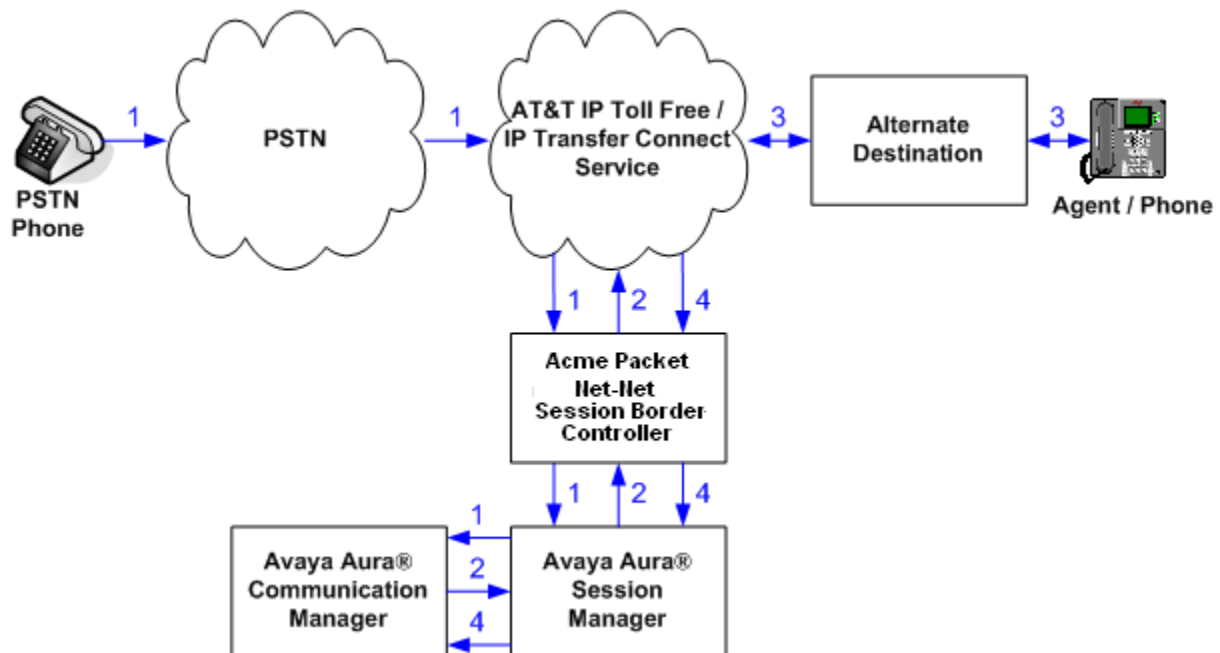 1
PSTN
Phone
PSTN
1
AT&T IP Toll Free /
IP Transfer Connect
Service
3
Alternate
Destination
3
Agent / Phone
1
2
4
Acme Packet
Net-Net
Session Border
Controller
1
2
4
1
2
4
Avaya Aura®
Communication
Manager
Avaya Aura®
Session
Manager